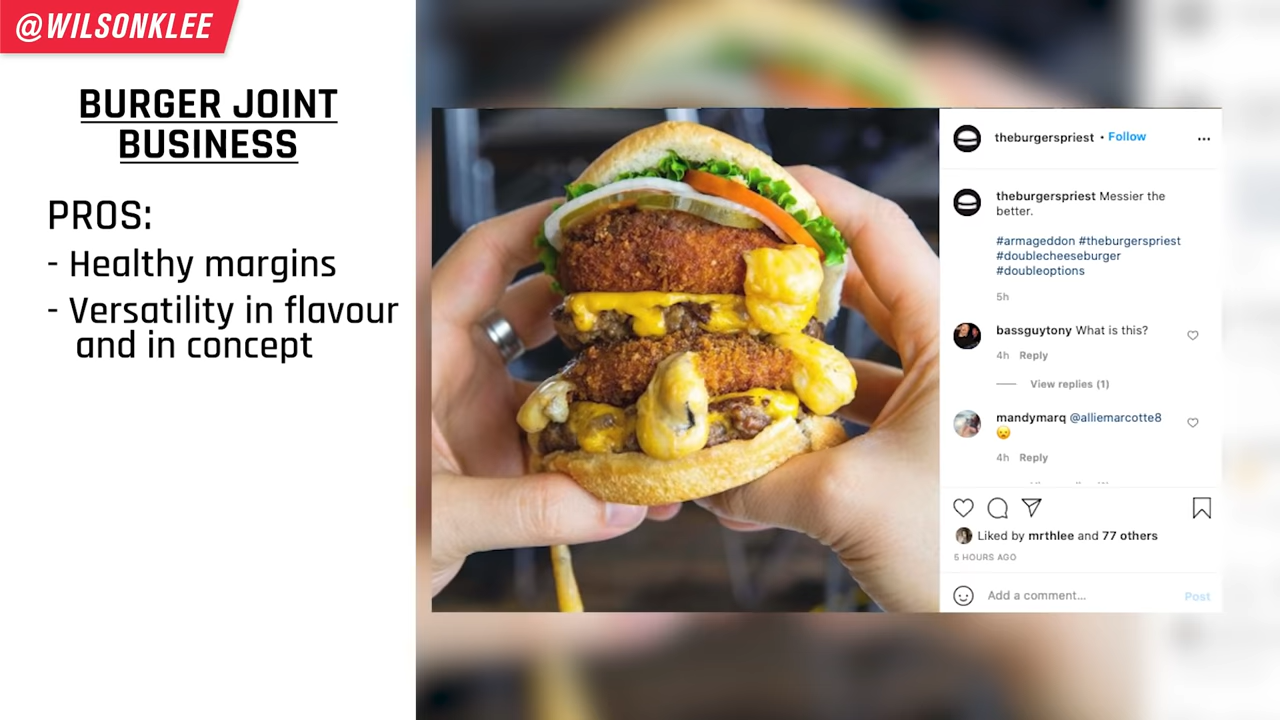 @WILSONKLEE
BURGER JOINT
BUSINESS
PROS:
- Healthy margins
- Versatility in flavour
and in concept
theburgerspriest • Follow
theburgerspriest Messier the
better.
#armageddon #theburgerspriest
#doublecheeseburger
#doubleoptions
5h
bassguytony What is this?
4h Reply
View replies (1)
mandymarq @alliemarcotte8
😦
4h Reply
Liked by mrthlee and 77 others
5 HOURS AGO
Add a comment...
Post